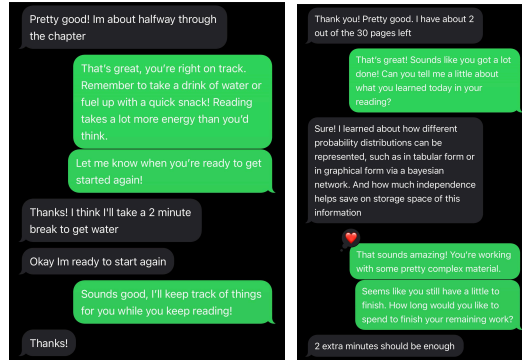 Pretty good! Im about halfway through
the chapter
That's great, you're right on track.
Remember to take a drink of water or
fuel up with a quick snack! Reading
takes a lot more energy than you'd
think.
Let me know when you're ready to get
started again!
Thanks! I think I'll take a 2 minute
break to get water
Okay Im ready to start again
Sounds good, I'll keep track of things
for you while you keep reading!
Thanks!
Thank you! Pretty good. I have about 2
out of the 30 pages left
That's great! Sounds like you got a lot
done! Can you tell me a little about
what you learned today in your
reading?
Sure! I learned about how different
probability distributions can be
represented, such as in tabular form or
in graphical form via a bayesian
network. And how much independence
helps save on storage space of this
information
That sounds amazing! You're working
with some pretty complex material.
Seems like you still have a little to
finish. How long would you like to
spend to finish your remaining work?
2 extra minutes should be enough